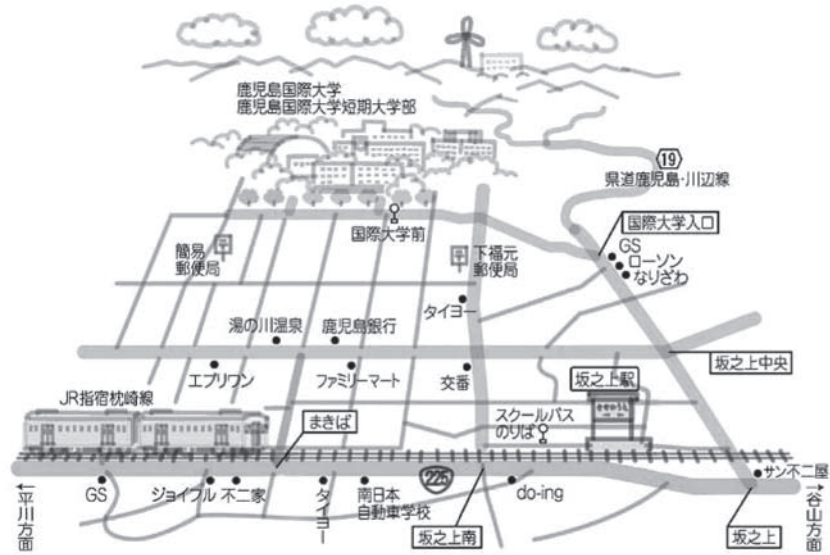 鹿児島国際大学
鹿児島国際大学短期大学部
19
県道鹿児島・川辺線
国際大学入口
国際大学前
GS
ローソン
なりざわ
簡易
郵便局
下福元
郵便局
タイヨー
湯の川温泉
鹿児島銀行
エブリワン
ファミリーマート
交番
坂之上駅
坂之上中央
JR指宿枕崎線
まきば
スクールバス
のりば
225
サン不二屋
GS
ジョイフル
不二家
タイヨー
南日本
自動車学校
do-ing
坂之上南
坂之上
←平川方面
→谷山方面